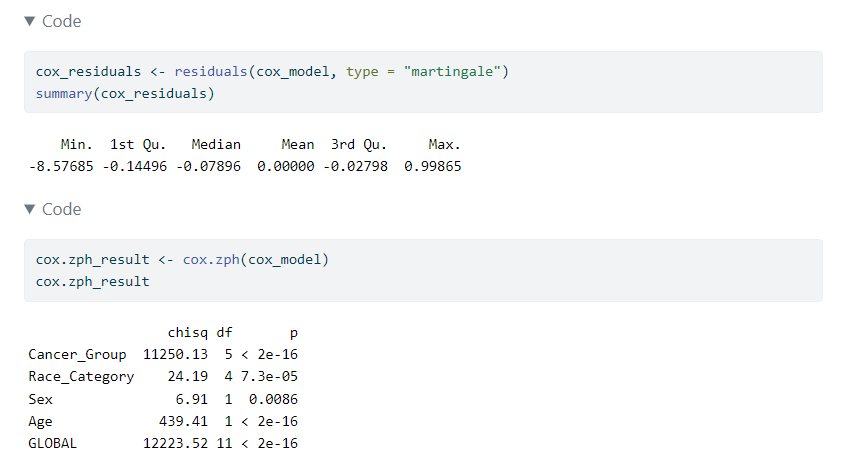 ▼ Code
cox_residuals <- residuals(cox_model, type = "martingale")
summary(cox_residuals)
    Min.  1st Qu.   Median     Mean  3rd Qu.     Max.
-8.57685 -0.14496 -0.07896  0.00000 -0.02798  0.99865
▼ Code
cox.zph_result <- cox.zph(cox_model)
cox.zph_result
                 chisq df       p
Cancer_Group  11250.13  5 < 2e-16
Race_Category    24.19  4 7.3e-05
Sex               6.91  1  0.0086
Age             439.41  1 < 2e-16
GLOBAL        12223.52 11 < 2e-16